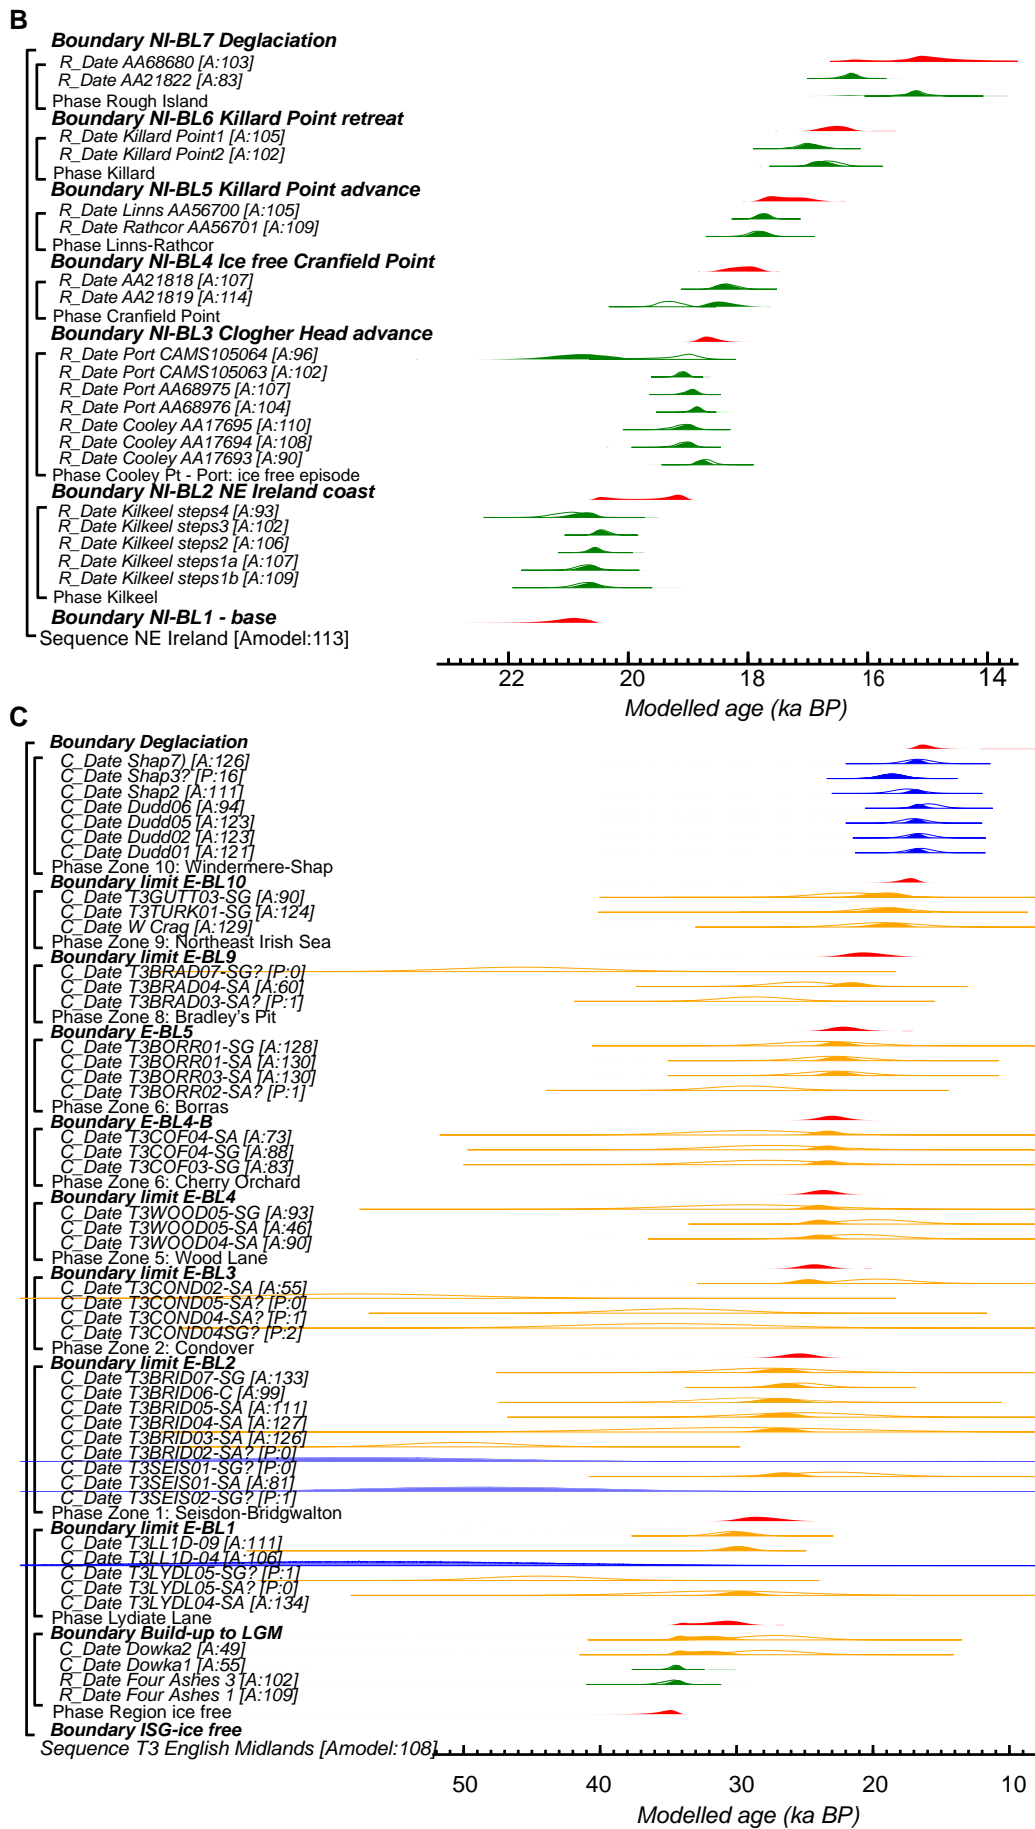 B
Boundary NI-BL7 Deglaciation
R_Date AA68680 [A:103]
R_Date AA21822 [A:83]
Phase Rough Island
Boundary NI-BL6 Killard Point retreat
R_Date Killard Point1 [A:105]
R_Date Killard Point2 [A:102]
Phase Killard
Boundary NI-BL5 Killard Point advance
R_Date Linns AA56700 [A:105]
R_Date Rathcor AA56701 [A:109]
Phase Linns-Rathcor
Boundary NI-BL4 Ice free Cranfield Point
R_Date AA21818 [A:107]
R_Date AA21819 [A:114]
Phase Cranfield Point
Boundary NI-BL3 Clogher Head advance
R_Date Port CAMS105064 [A:96]
R_Date Port CAMS105063 [A:102]
R_Date Port AA68975 [A:107]
R_Date Port AA68976 [A:104]
R_Date Cooley AA17695 [A:110]
R_Date Cooley AA17694 [A:108]
R_Date Cooley AA17693 [A:90]
Phase Cooley Pt - Port: ice free episode
Boundary NI-BL2 NE Ireland coast
R_Date Kilkeel steps4 [A:93]
R_Date Kilkeel steps3 [A:102]
R_Date Kilkeel steps2 [A:106]
R_Date Kilkeel steps1a [A:107]
R_Date Kilkeel steps1b [A:109]
Phase Kilkeel
Boundary NI-BL1 - base
Sequence NE Ireland [Amodel:113]
22 20 18 16 14
Modelled age (ka BP)
C
Boundary Deglaciation
C_Date Shap7) [A:126]
C_Date Shap3? [P:16]
C_Date Shap2 [A:111]
C_Date Dudd06 [A:94]
C_Date Dudd05 [A:123]
C_Date Dudd02 [A:123]
C_Date Dudd01 [A:121]
Phase Zone 10: Windermere-Shap
Boundary limit E-BL10
C_Date T3GUTT03-SG [A:90]
C_Date T3TURK01-SG [A:124]
C_Date W Crag [A:129]
Phase Zone 9: Northeast Irish Sea
Boundary limit E-BL9
C_Date T3BRAD07-SG? [P:0]
C_Date T3BRAD04-SA [A:60]
C_Date T3BRAD03-SA? [P:1]
Phase Zone 8: Bradley's Pit
Boundary E-BL5
C_Date T3BORR01-SG [A:128]
C_Date T3BORR01-SA [A:130]
C_Date T3BORR03-SA [A:130]
C_Date T3BORR02-SA? [P:1]
Phase Zone 6: Borras
Boundary E-BL4-B
C_Date T3COF04-SA [A:73]
C_Date T3COF04-SG [A:88]
C_Date T3COF03-SG [A:83]
Phase Zone 6: Cherry Orchard
Boundary limit E-BL4
C_Date T3WOOD05-SG [A:93]
C_Date T3WOOD05-SA [A:46]
C_Date T3WOOD04-SA [A:90]
Phase Zone 5: Wood Lane
Boundary limit E-BL3
C_Date T3COND02-SA [A:55]
C_Date T3COND05-SA? [P:0]
C_Date T3COND04-SA? [P:1]
C_Date T3COND04SG? [P:2]
Phase Zone 2: Condover
Boundary limit E-BL2
C_Date T3BRID07-SG [A:133]
C_Date T3BRID06-C [A:99]
C_Date T3BRID05-SA [A:111]
C_Date T3BRID04-SA [A:127]
C_Date T3BRID03-SA [A:126]
C_Date T3BRID02-SA? [P:0]
C_Date T3SEIS01-SG? [P:0]
C_Date T3SEIS01-SA [A:81]
C_Date T3SEIS02-SG? [P:1]
Phase Zone 1: Seisdon-Bridgwalton
Boundary limit E-BL1
C_Date T3LL1D-09 [A:111]
C_Date T3LL1D-04 [A:106]
C_Date T3LYDL05-SG? [P:1]
C_Date T3LYDL05-SA? [P:0]
C_Date T3LYDL04-SA [A:134]
Phase Lydiate Lane
Boundary Build-up to LGM
C_Date Dowka2 [A:49]
C_Date Dowka1 [A:55]
R_Date Four Ashes 3 [A:102]
R_Date Four Ashes 1 [A:109]
Phase Region ice free
Boundary ISG-ice free
Sequence T3 English Midlands [Amodel:108]
50 40 30 20 10
Modelled age (ka BP)